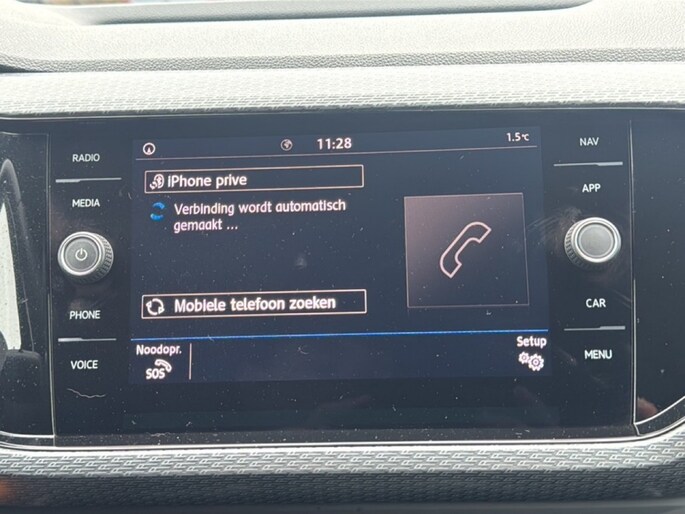 RADIO
MEDIA
PHONE
VOICE
11:28
1.5°C
iPhone prive
Verbinding wordt automatisch
gemaakt ...
Mobiele telefoon zoeken
Noodopr.
SOS
Setup
NAV
APP
CAR
MENU